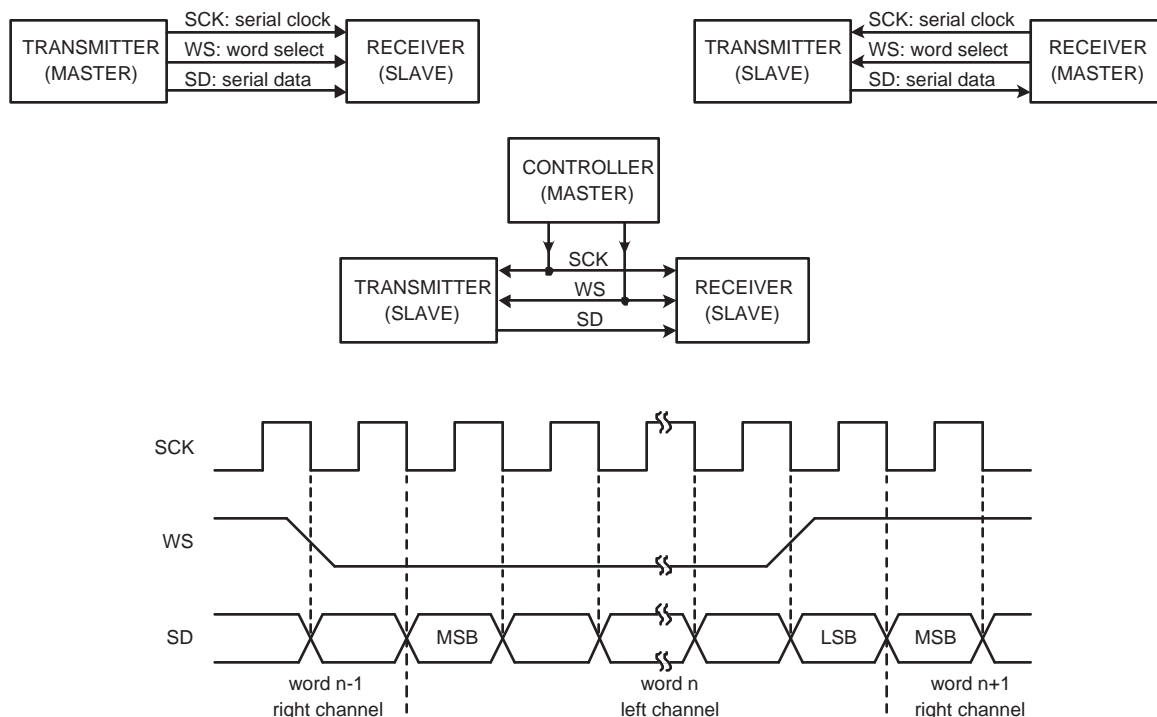 SCK: serial clock
TRANSMITTER
(MASTER)
WS: word select
SD: serial data
RECEIVER
(SLAVE)
TRANSMITTER
(SLAVE)
SCK: serial clock
WS: word select
SD: serial data
RECEIVER
(MASTER)
CONTROLLER
(MASTER)
TRANSMITTER
(SLAVE)
SCK
WS
SD
RECEIVER
(SLAVE)
SCK
WS
SD
MSB
LSB
MSB
word n-1
right channel
word n
left channel
word n+1
right channel